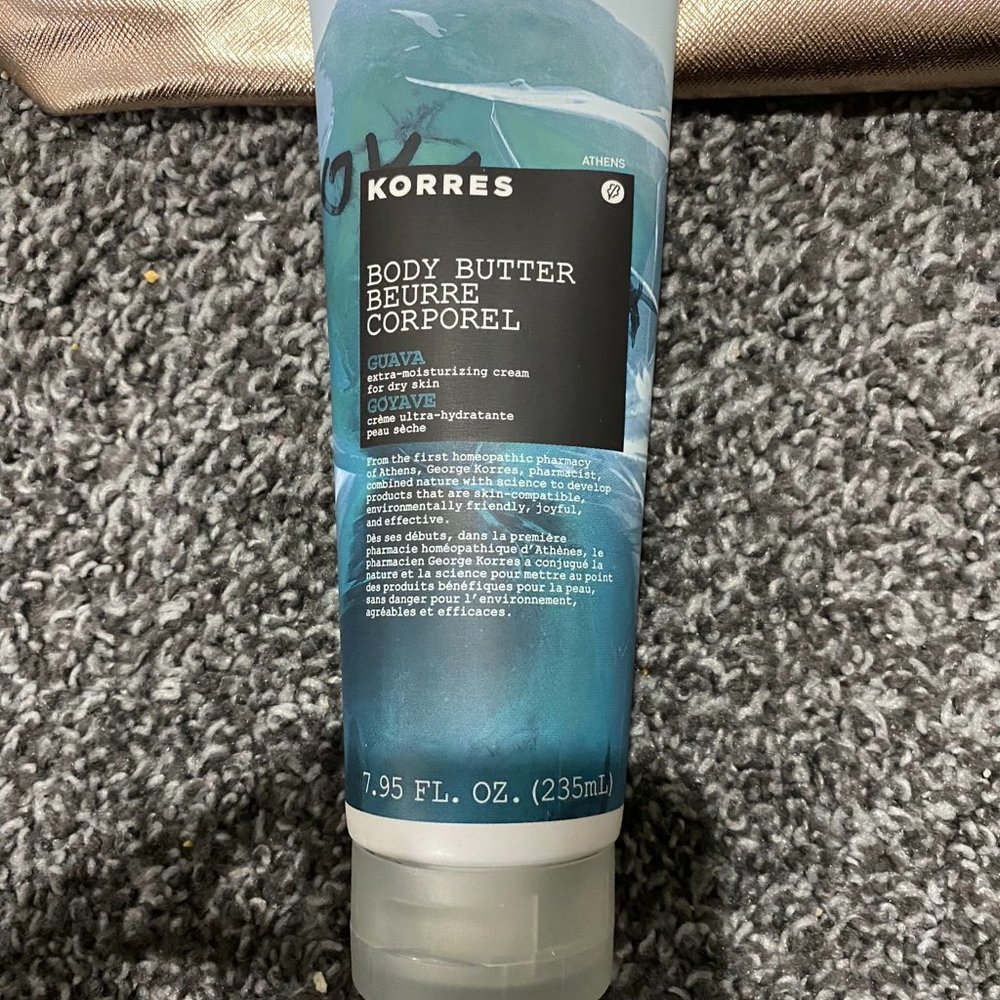 ATHENS
KORRES
BODY BUTTER
BEURRE
CORPOREL
GUAVA
extra-moisturizing cream
for dry skin
GOYAVE
crème ultra-hydratante
peau sèche
From the first homeopathic pharmacy
of Athens, George Korres, pharmacist,
combined nature with science to develop
products that are skin-compatible,
environmentally friendly, joyful,
and effective.
Dès ses débuts, dans la première
pharmacie homéopathique d'Athènes, le
pharmacien George Korres a conjugué la
nature et la science pour mettre au point
des produits bénéfiques pour la peau,
sans danger pour l'environnement,
agréables et efficaces.
7.95 FL. OZ. (235mL)